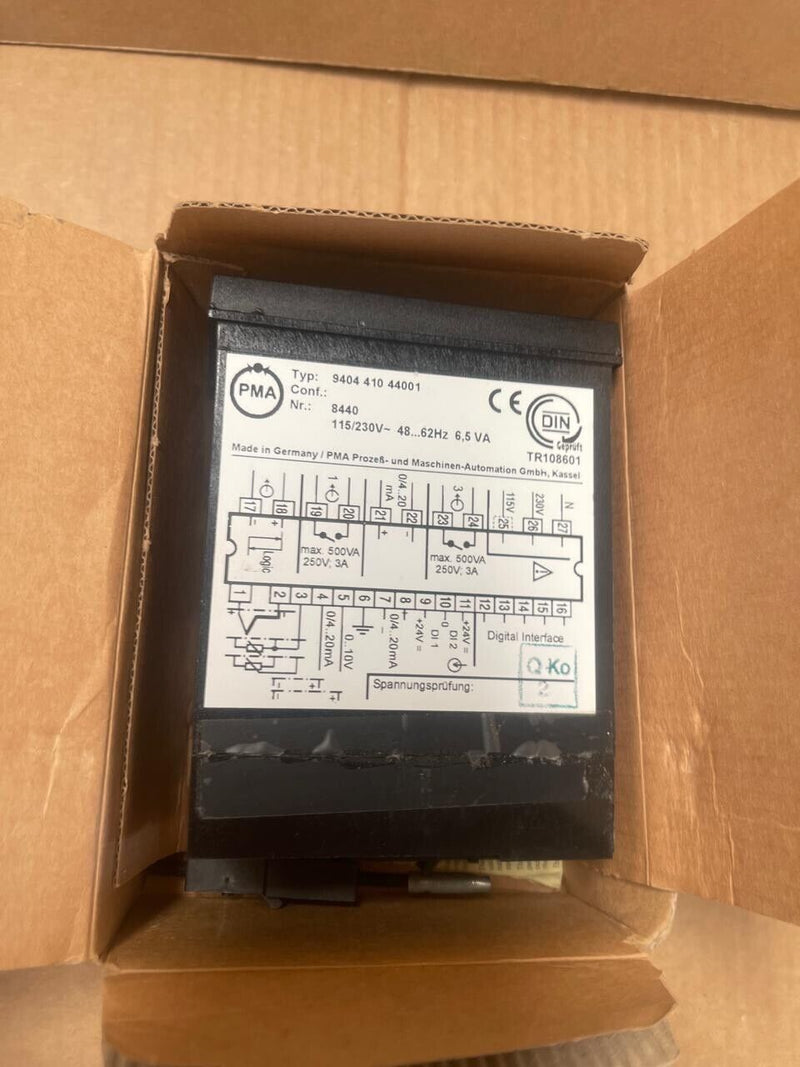 PMA
Typ: 9404 410 44001
Conf.:
Nr.: 8440
115/230V~ 48...62Hz 6,5 VA
CE
DIN
Geprüft
TR108601
Made in Germany / PMA Prozeß- und Maschinen-Automation GmbH, Kassel
1
0/4..20 mA
3
115V
230V
N
17 18 19 20 21 22 23 24 25 26 27
- + + -
Logic
max. 500VA
250V; 3A
max. 500VA
250V; 3A
1 2 3 4 5 6 7 8 9 10 11 12 13 14 15 16
0/4..20mA
0..10V
0/4..20mA
+24V =
DI 1
0
+24V =
DI 2
Digital Interface
Spannungsprüfung:
Q Ko
2